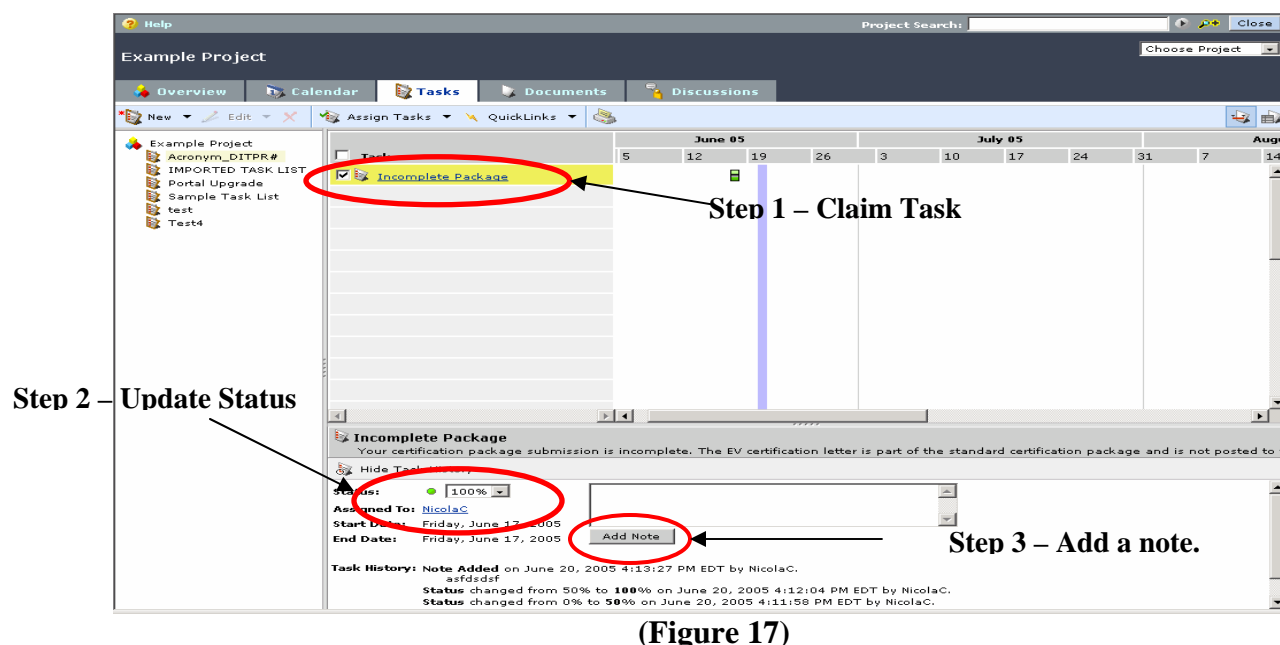 Help Project Search: Close
Example Project Choose Project
Overview Calendar Tasks Documents Discussions
New Edit Assign Tasks QuickLinks
Example Project
Acronym_DITPR#
IMPORTED TASK LIST
Portal Upgrade
Sample Task List
test
Test4
June 05 July 05 Augu
Task 5 12 19 26 3 10 17 24 31 7 14
Incomplete Package
Step 1 – Claim Task
Step 2 – Update Status
Incomplete Package
Your certification package submission is incomplete. The EV certification letter is part of the standard certification package and is not posted to
Hide Task History
Status: 100%
Assigned To: NicolaC
Start Date: Friday, June 17, 2005
End Date: Friday, June 17, 2005
Add Note
Step 3 – Add a note.
Task History: Note Added on June 20, 2005 4:13:27 PM EDT by NicolaC.
asfdsdsf
Status changed from 50% to 100% on June 20, 2005 4:12:04 PM EDT by NicolaC.
Status changed from 0% to 50% on June 20, 2005 4:11:58 PM EDT by NicolaC.
(Figure 17)